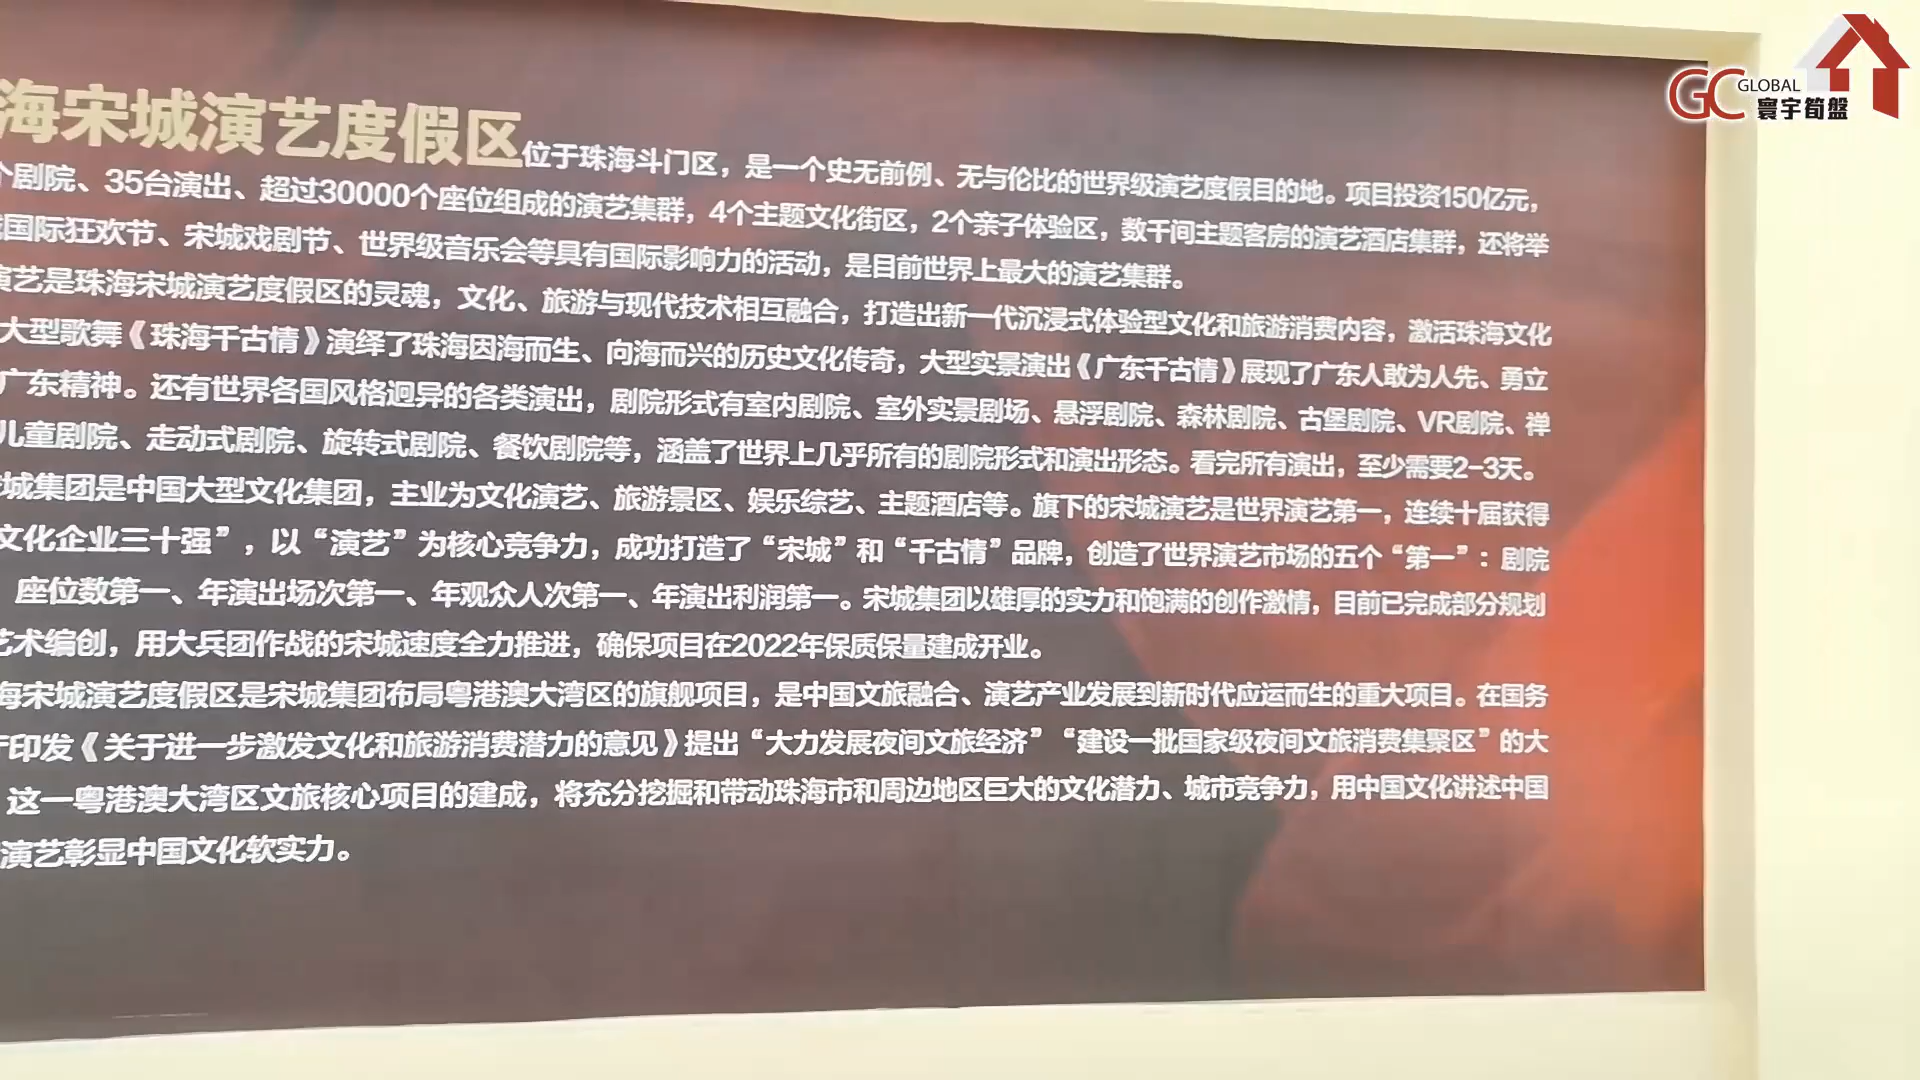 GC GLOBAL
寰宇筍盤
海宋城演艺度假区位于珠海斗门区，是一个史无前例、无与伦比的世界级演艺度假目的地。项目投资150亿元，
个剧院、35台演出、超过30000个座位组成的演艺集群，4个主题文化街区，2个亲子体验区，数千间主题客房的演艺酒店集群，还将举
国际狂欢节、宋城戏剧节、世界级音乐会等具有国际影响力的活动，是目前世界上最大的演艺集群。
演艺是珠海宋城演艺度假区的灵魂，文化、旅游与现代技术相互融合，打造出新一代沉浸式体验型文化和旅游消费内容，激活珠海文化
大型歌舞《珠海千古情》演绎了珠海因海而生、向海而兴的历史文化传奇，大型实景演出《广东千古情》展现了广东人敢为人先、勇立
广东精神。还有世界各国风格迥异的各类演出，剧院形式有室内剧院、室外实景剧场、悬浮剧院、森林剧院、古堡剧院、VR剧院、禅
儿童剧院、走动式剧院、旋转式剧院、餐饮剧院等，涵盖了世界上几乎所有的剧院形式和演出形态。看完所有演出，至少需要2-3天。
城集团是中国大型文化集团，主业为文化演艺、旅游景区、娱乐综艺、主题酒店等。旗下的宋城演艺是世界演艺第一，连续十届获得
文化企业三十强”，以“演艺”为核心竞争力，成功打造了“宋城”和“千古情”品牌，创造了世界演艺市场的五个“第一”：剧院
座位数第一、年演出场次第一、年观众人次第一、年演出利润第一。宋城集团以雄厚的实力和饱满的创作激情，目前已完成部分规划
艺术编创，用大兵团作战的宋城速度全力推进，确保项目在2022年保质保量建成开业。
海宋城演艺度假区是宋城集团布局粤港澳大湾区的旗舰项目，是中国文旅融合、演艺产业发展到新时代应运而生的重大项目。在国务
印发《关于进一步激发文化和旅游消费潜力的意见》提出“大力发展夜间文旅经济”“建设一批国家级夜间文旅消费集聚区”的大
这一粤港澳大湾区文旅核心项目的建成，将充分挖掘和带动珠海市和周边地区巨大的文化潜力、城市竞争力，用中国文化讲述中国
演艺彰显中国文化软实力。